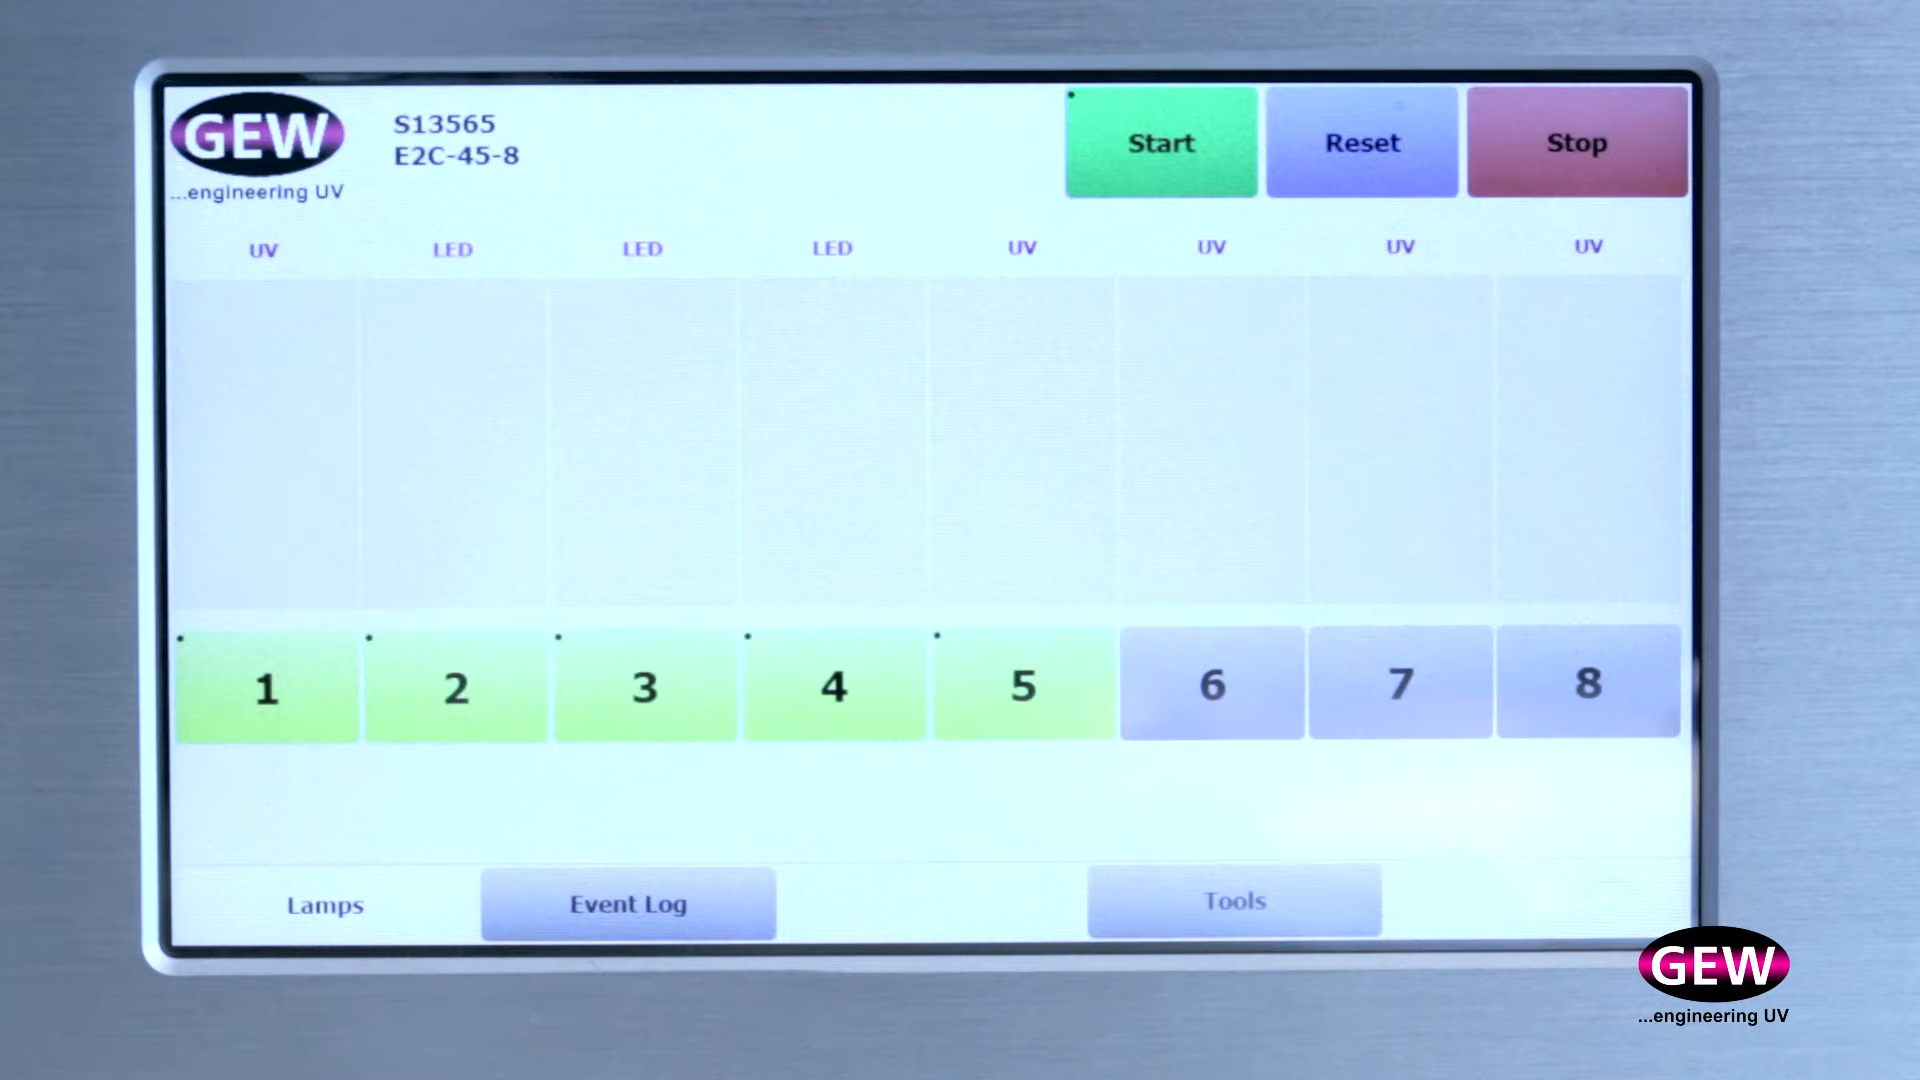 GEW
...engineering UV
S13565
E2C-45-8
Start
Reset
Stop
UV
LED
LED
LED
UV
UV
UV
UV
1
2
3
4
5
6
7
8
Lamps
Event Log
Tools
GEW
...engineering UV